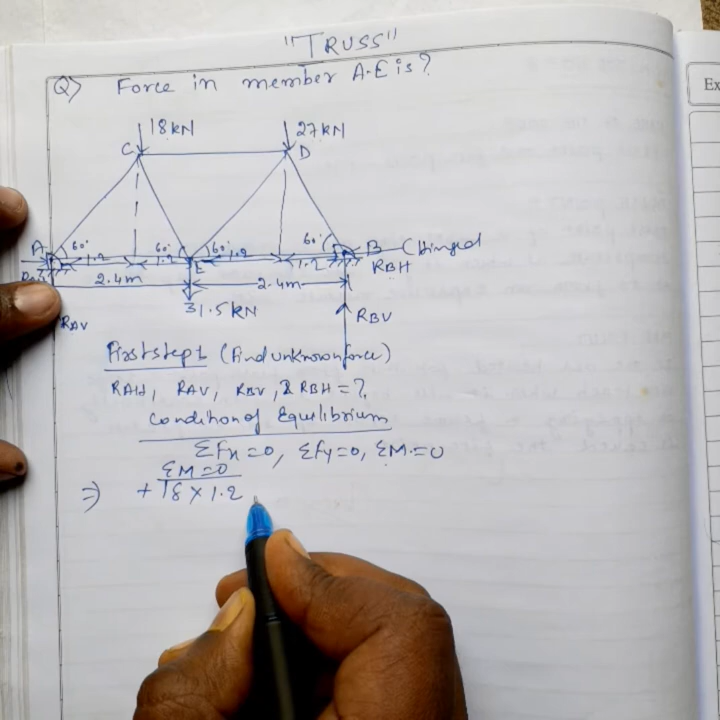 "TRUSS"
Q) Force in member A.E is?
18kN
27kN
C
D
A
60°
60°
60°
60°
B (Hinged
1.2
1.2
E
1.2
RBH
2.4m
2.4m
31.5kN
RAV
RBV
First step 1 (Find unknown force)
RAH, RAV, RBV, & RBH = ?
Condition of Equilibrium
Σfx = 0, Σfy = 0, ΣM = 0
ΣM = 0
⇒ + 18 × 1.2
Ex